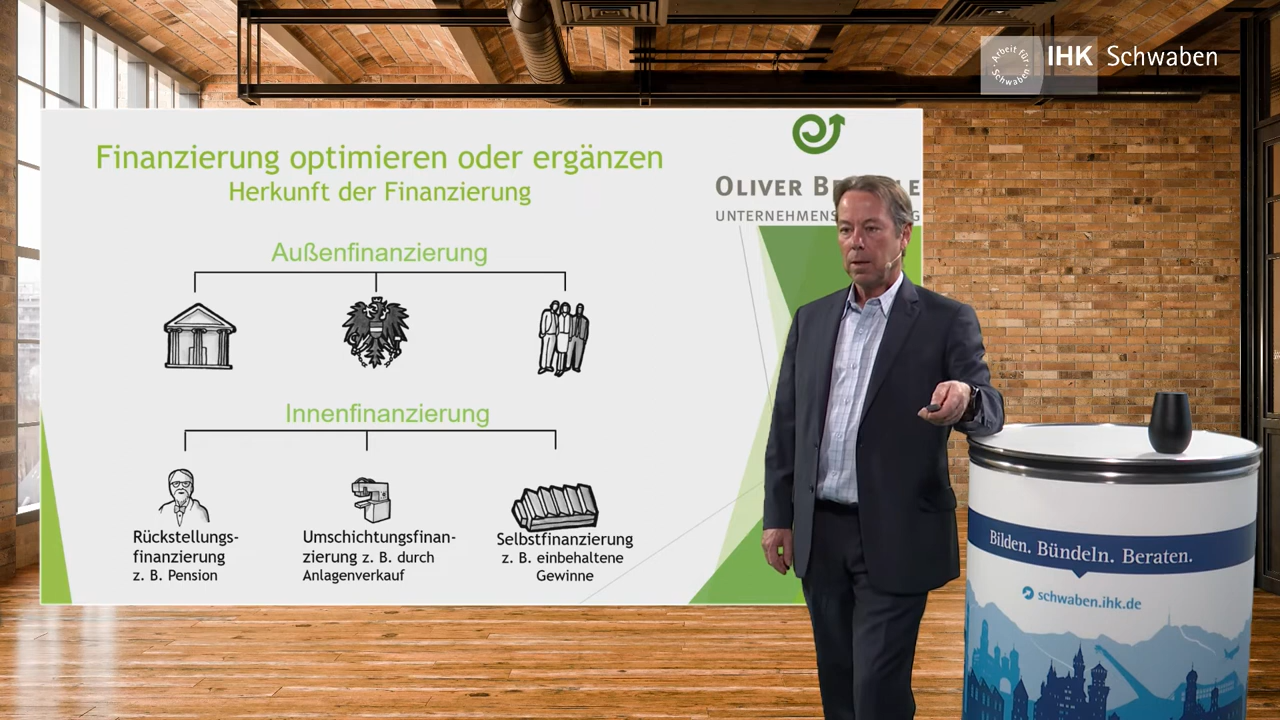 Arbeit für Schwaben
IHK Schwaben
Finanzierung optimieren oder ergänzen
Herkunft der Finanzierung
OLIVER
UNTERNEHMENS
Außenfinanzierung
Innenfinanzierung
Rückstellungs-
finanzierung
z. B. Pension
Umschichtungsfinan-
zierung z. B. durch
Anlagenverkauf
Selbstfinanzierung
z. B. einbehaltene
Gewinne
Bilden. Bündeln. Beraten.
schwaben.ihk.de